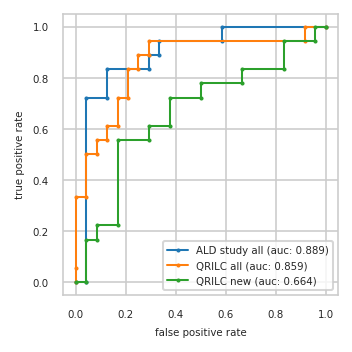 1.0
0.8
0.6
0.4
0.2
0.0
true positive rate
ALD study all (auc: 0.889)
QRILC all (auc: 0.859)
QRILC new (auc: 0.664)
0.0 0.2 0.4 0.6 0.8 1.0
false positive rate